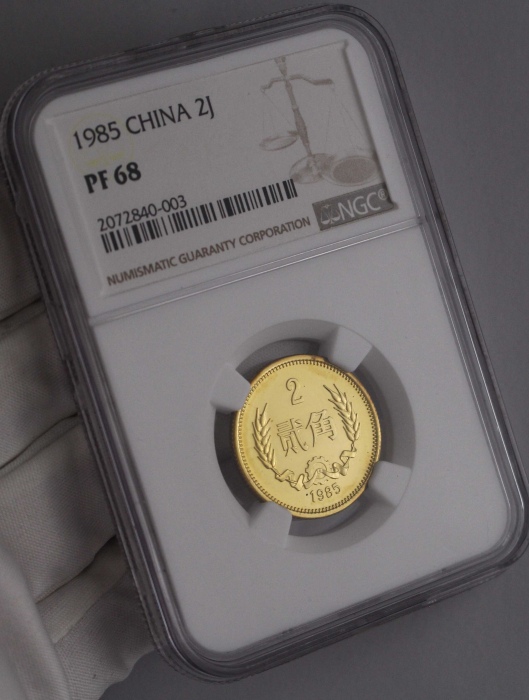 1985 CHINA 2J
PF 68
2072840-003
NGC®
NUMISMATIC GUARANTY CORPORATION
2
贰角
1985